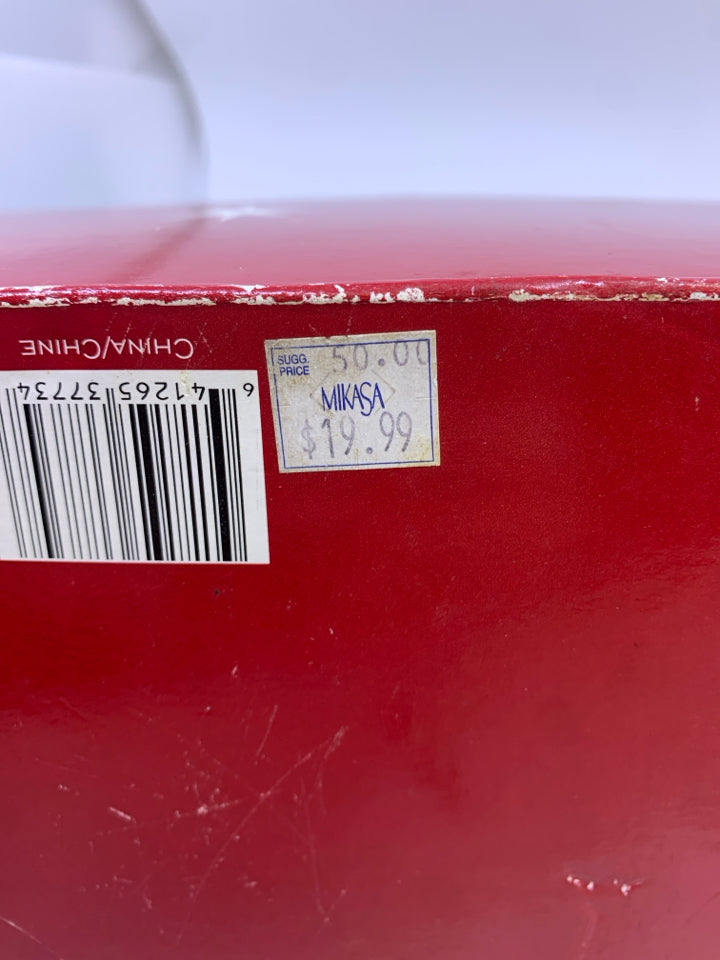 CHINA/CHINE
6 41265 37734
SUGG. PRICE 50.00
MIKASA
$19.99